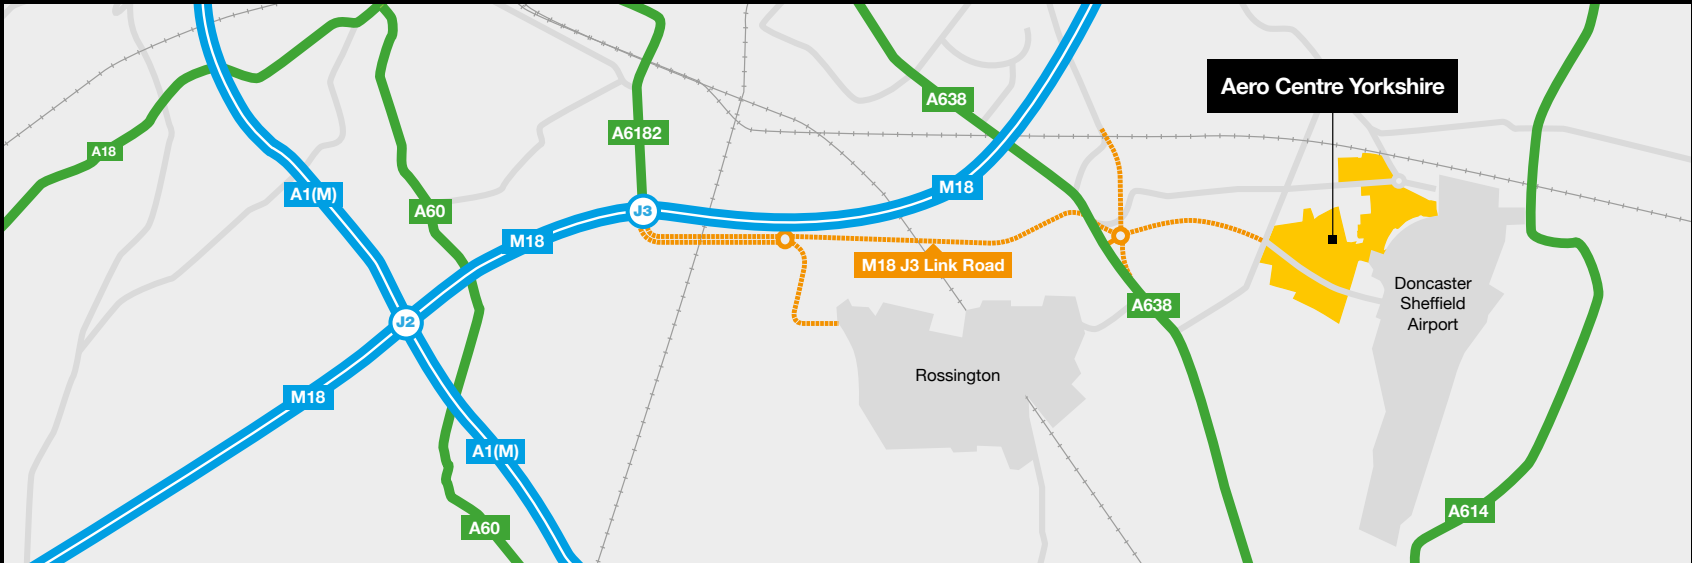 Aero Centre Yorkshire
A638
A6182
A18
M18
A1(M)
A60
J3
M18
M18 J3 Link Road
Doncaster
Sheffield
Airport
A638
J2
Rossington
M18
A1(M)
A614
A60